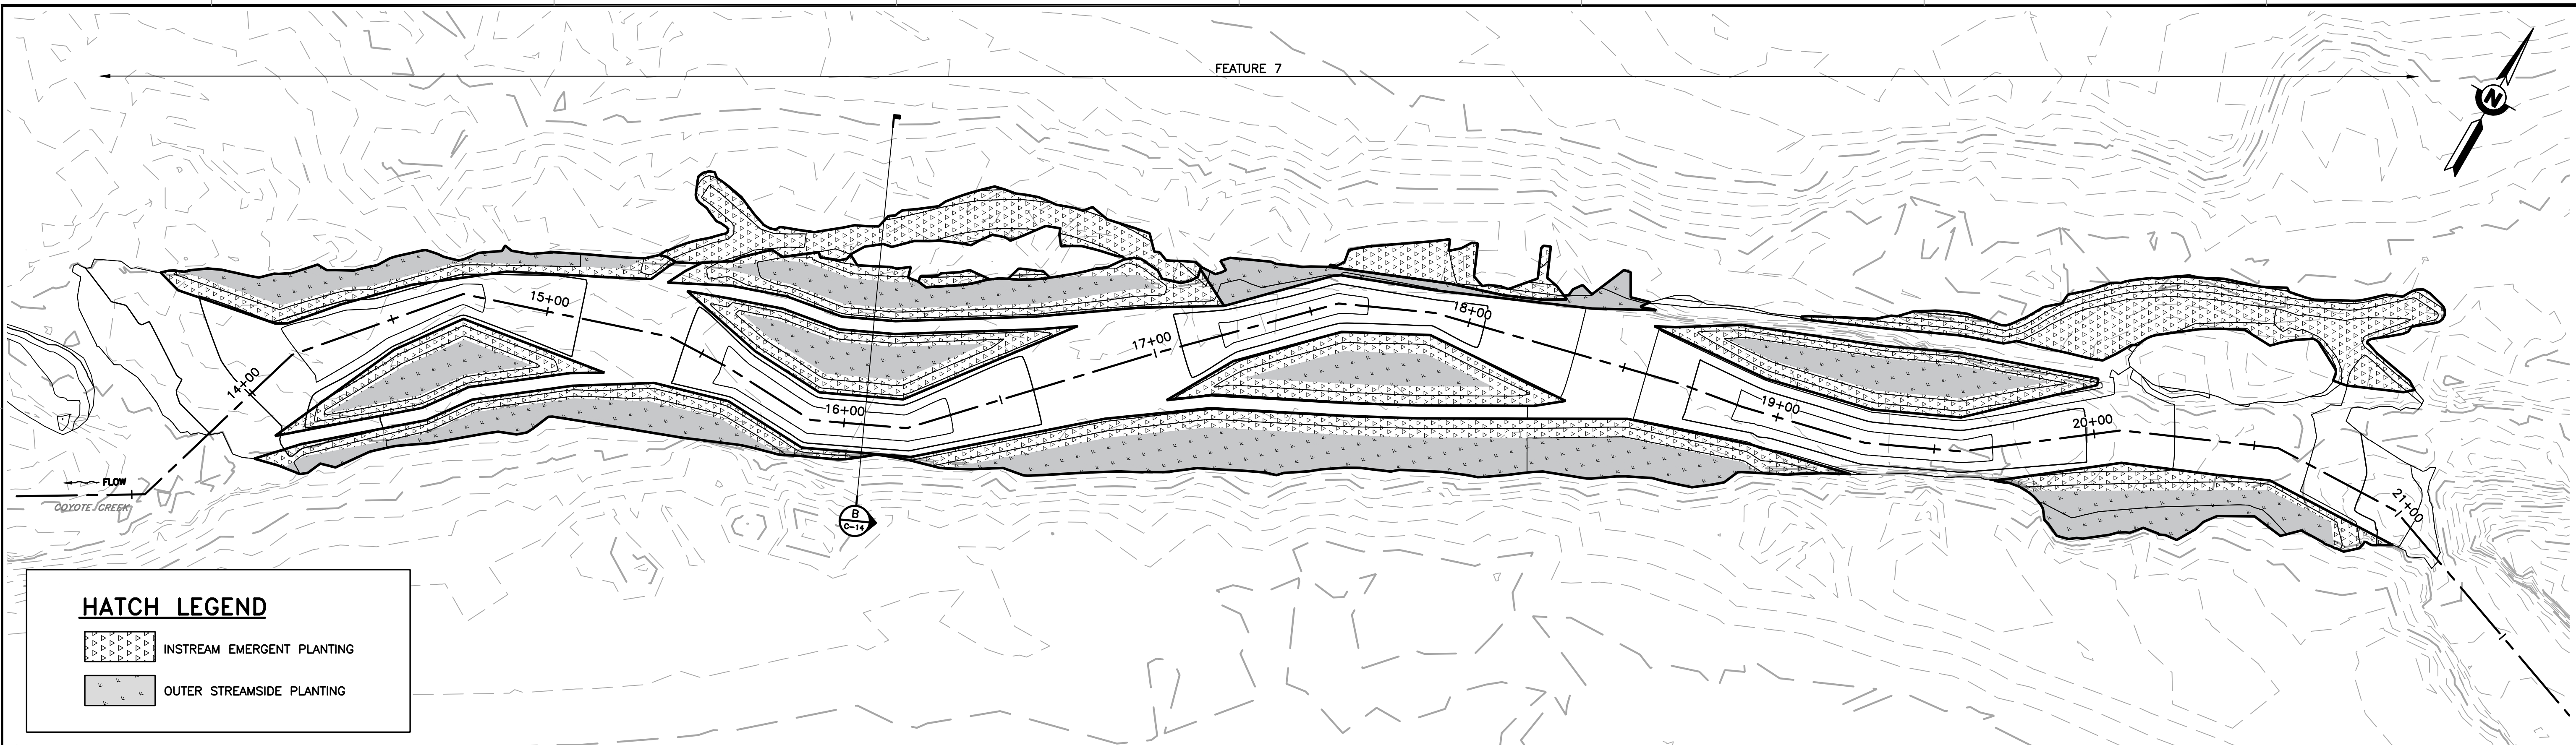 FEATURE 7
N
15+00
18+00
17+00
14+00
16+00
19+00
20+00
21+00
FLOW
COYOTE CREEK
B
C-14
HATCH LEGEND
INSTREAM EMERGENT PLANTING
OUTER STREAMSIDE PLANTING